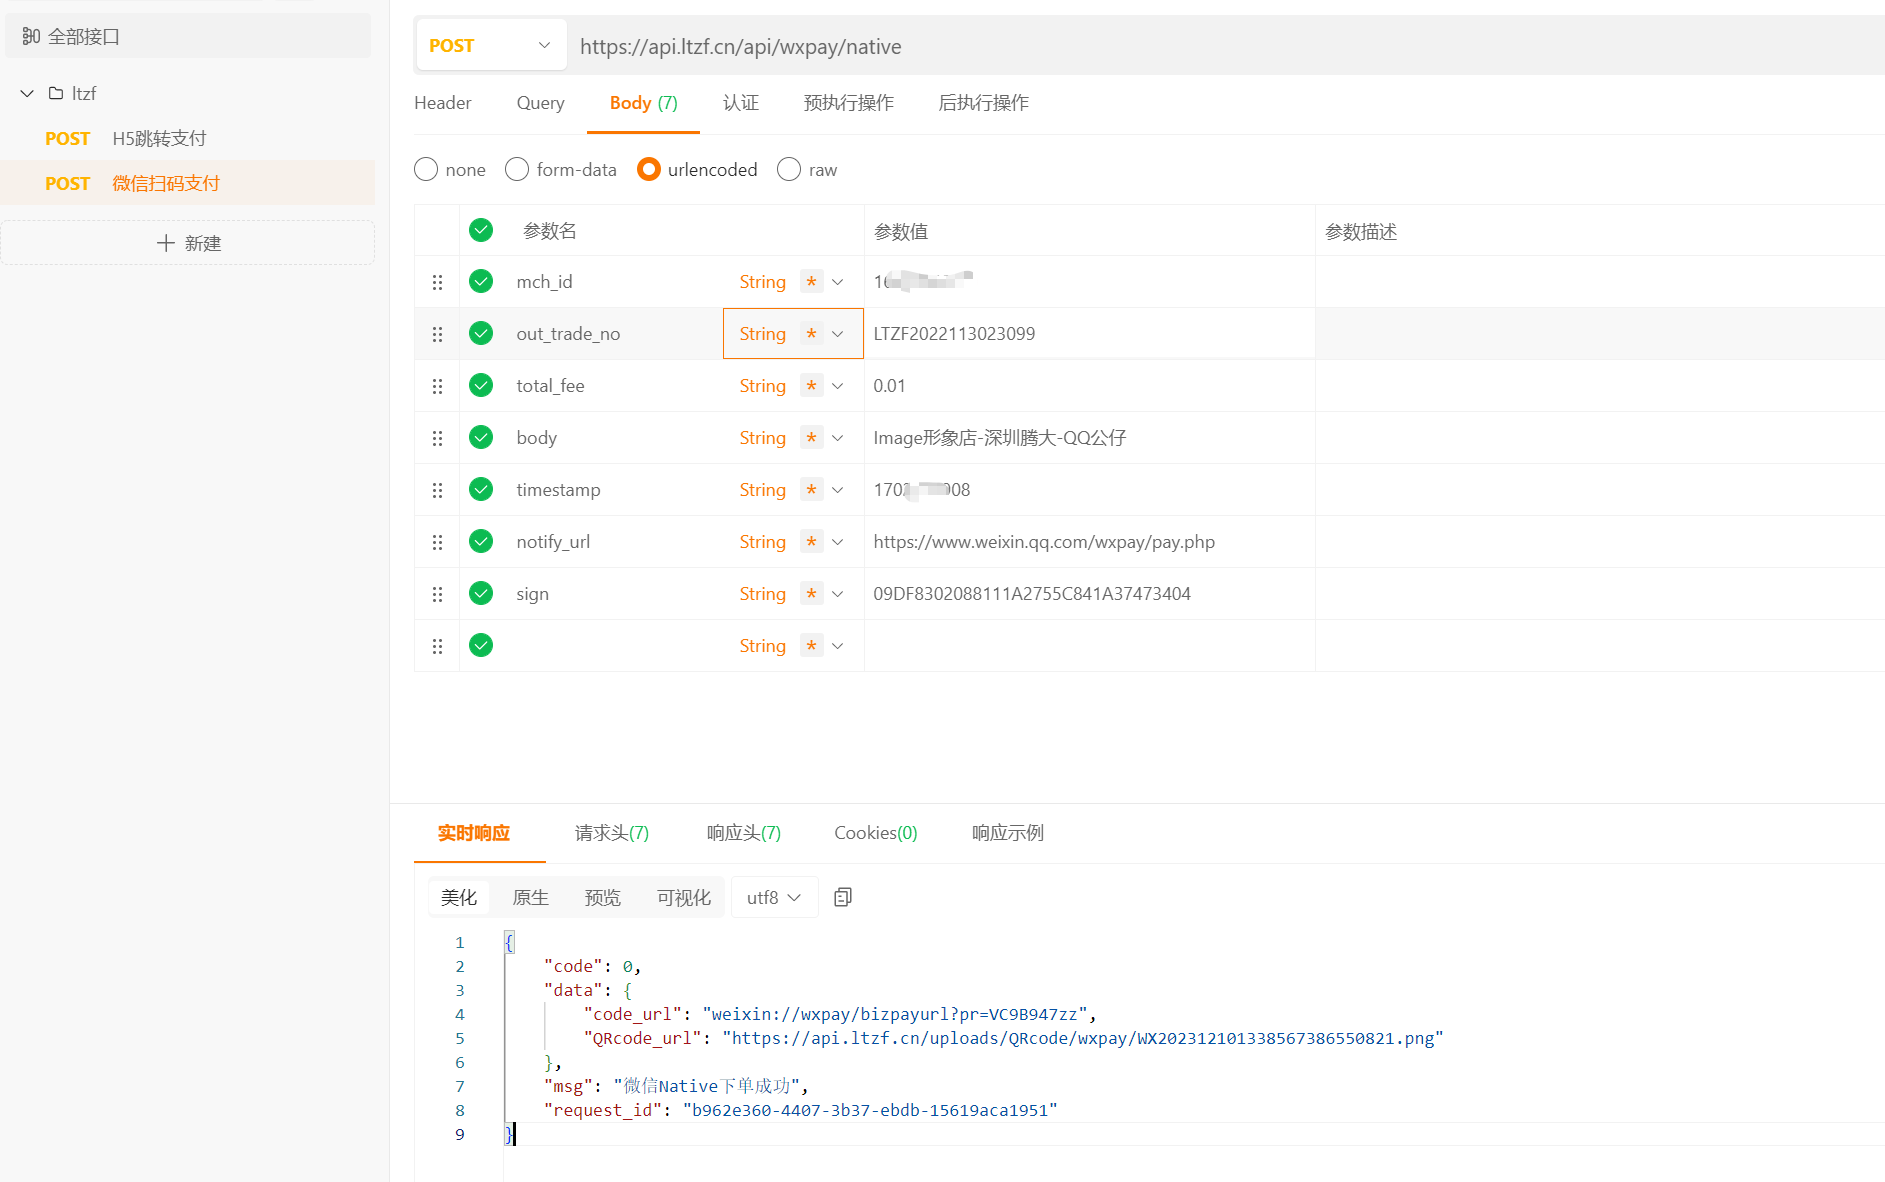 全部接口
ltzf
POST H5跳转支付
POST 微信扫码支付
新建
POST https://api.ltzf.cn/api/wxpay/native
Header Query Body (7) 认证 预执行操作 后执行操作
none form-data urlencoded raw
参数名 参数值 参数描述
mch_id String * 16
out_trade_no String * LTZF2022113023099
total_fee String * 0.01
body String * Image形象店-深圳腾大-QQ公仔
timestamp String * 170 08
notify_url String * https://www.weixin.qq.com/wxpay/pay.php
sign String * 09DF8302088111A2755C841A37473404
String *
实时响应 请求头(7) 响应头(7) Cookies(0) 响应示例
美化 原生 预览 可视化 utf8
1 {
2 "code": 0,
3 "data": {
4 "code_url": "weixin://wxpay/bizpayurl?pr=VC9B947zz",
5 "QRcode_url": "https://api.ltzf.cn/uploads/QRcode/wxpay/WX202312101338567386550821.png"
6 },
7 "msg": "微信Native下单成功",
8 "request_id": "b962e360-4407-3b37-ebdb-15619aca1951"
9 }